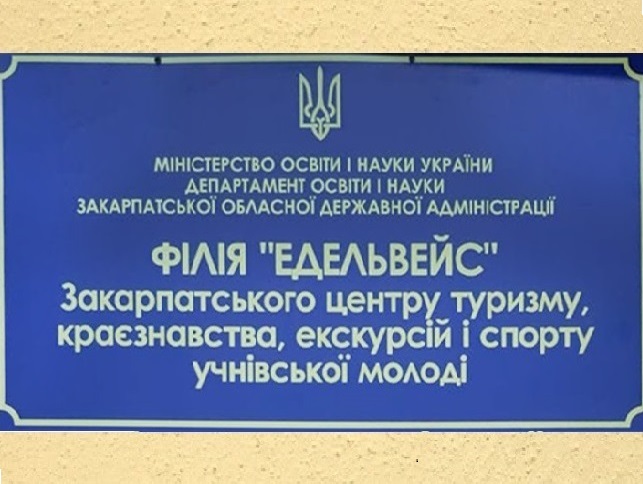 МІНІСТЕРСТВО ОСВІТИ І НАУКИ УКРАЇНИ
ДЕПАРТАМЕНТ ОСВІТИ І НАУКИ
ЗАКАРПАТСЬКОЇ ОБЛАСНОЇ ДЕРЖАВНОЇ АДМІНІСТРАЦІЇ
ФІЛІЯ "ЕДЕЛЬВЕЙС"
Закарпатського центру туризму,
краєзнавства, екскурсій і спорту
учнівської молоді